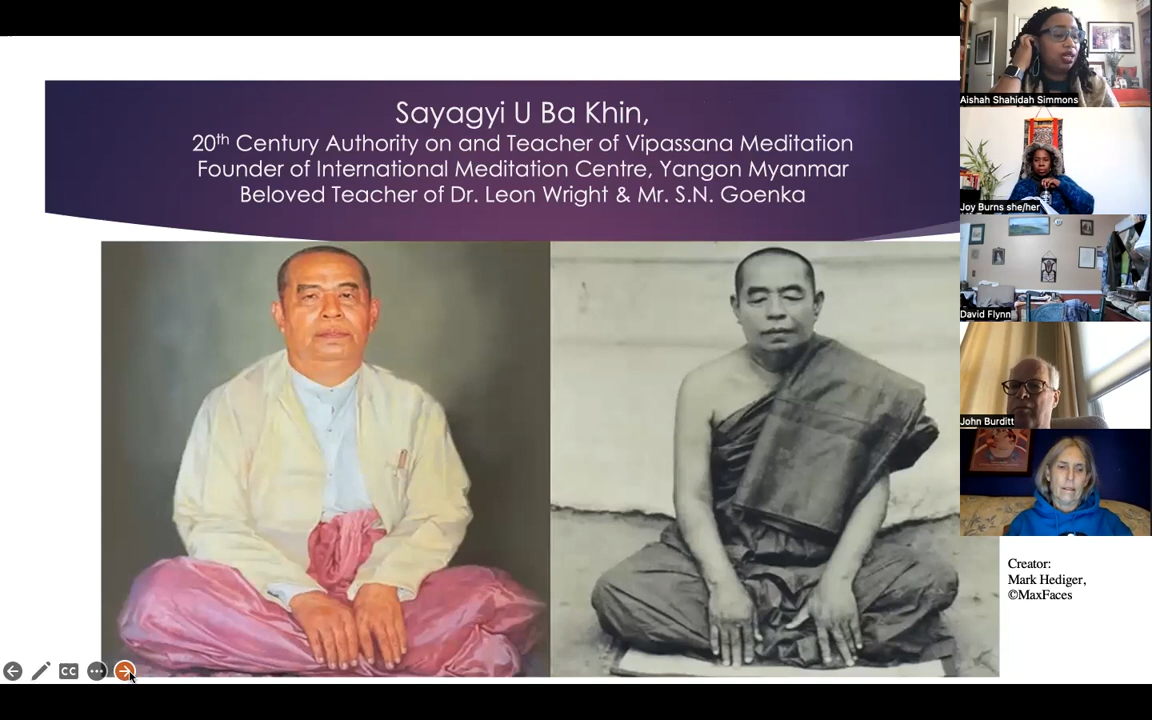 Sayagyi U Ba Khin,
20th Century Authority on and Teacher of Vipassana Meditation
Founder of International Meditation Centre, Yangon Myanmar
Beloved Teacher of Dr. Leon Wright & Mr. S.N. Goenka
Creator:
Mark Hediger,
©MaxFaces
Aishah Shahidah Simmons
Joy Burns she/her
David Flynn
John Burditt
CC